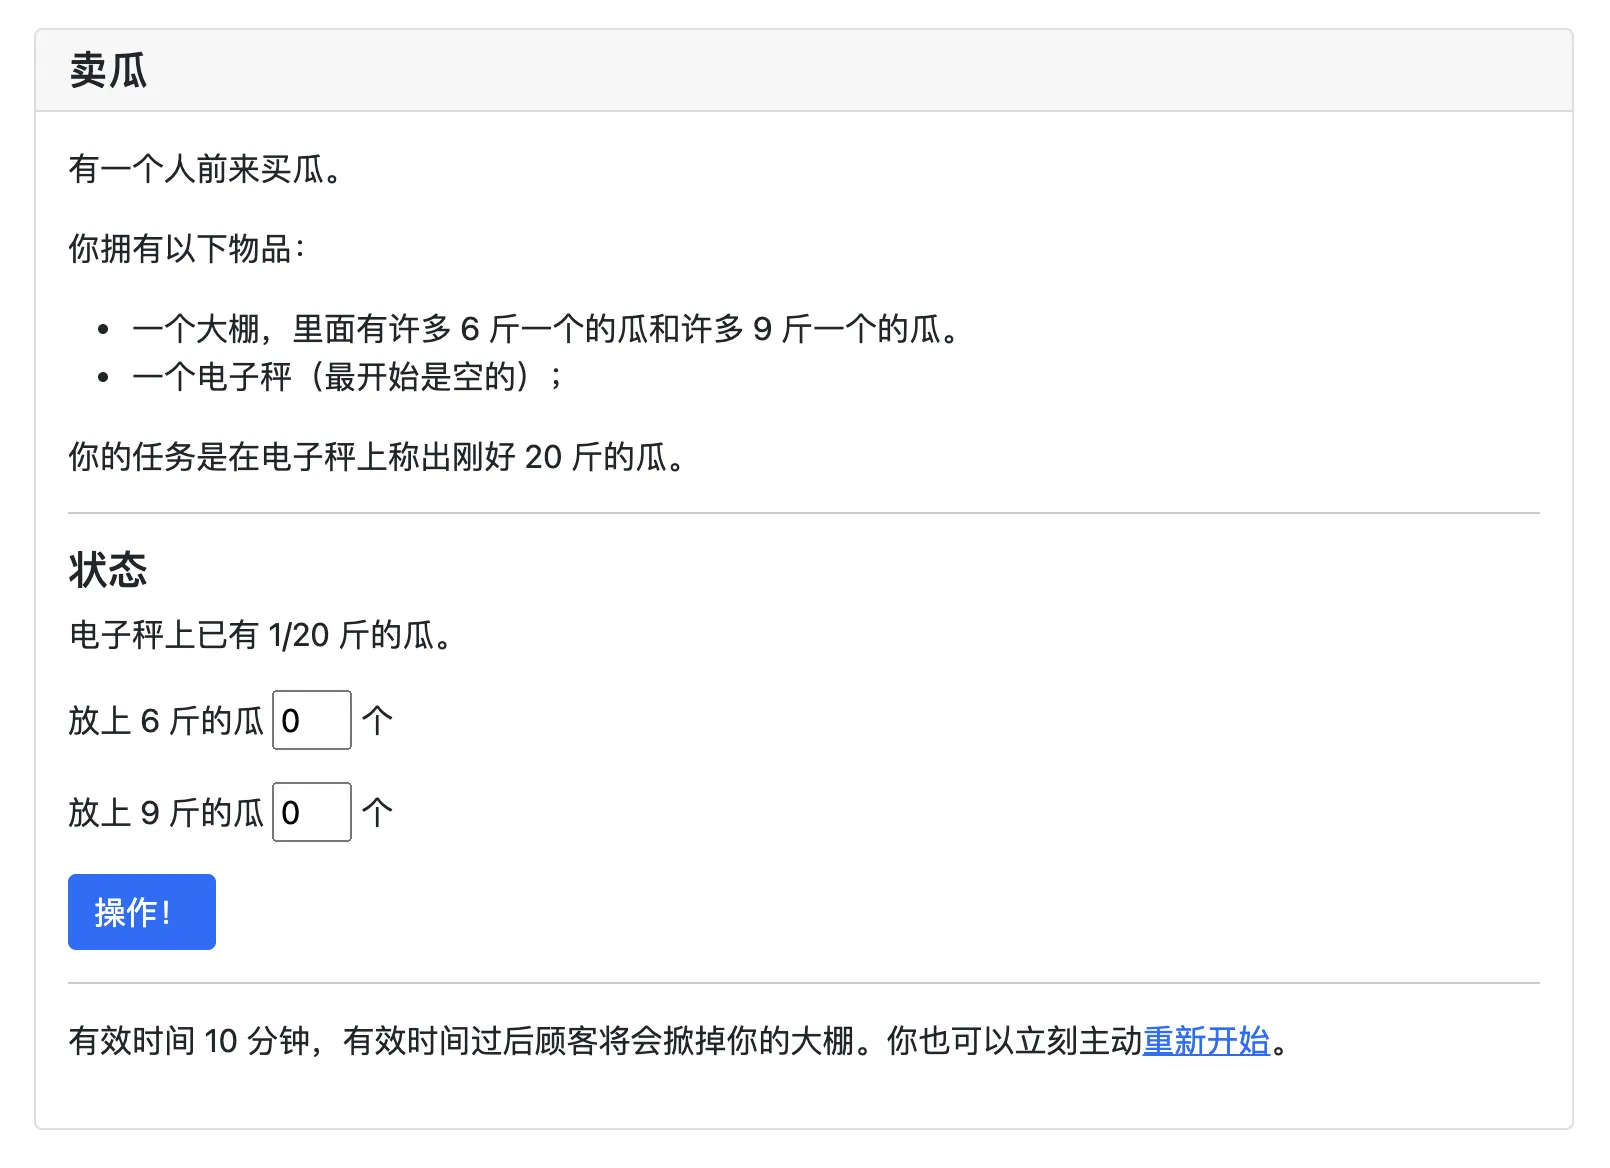 卖瓜
有一个人前来买瓜。
你拥有以下物品：
• 一个大棚，里面有许多 6 斤一个的瓜和许多 9 斤一个的瓜。
• 一个电子秤（最开始是空的）；
你的任务是在电子秤上称出刚好 20 斤的瓜。
状态
电子秤上已有 1/20 斤的瓜。
放上 6 斤的瓜 0 个
放上 9 斤的瓜 0 个
操作！
有效时间 10 分钟，有效时间过后顾客将会掀掉你的大棚。你也可以立刻主动重新开始。